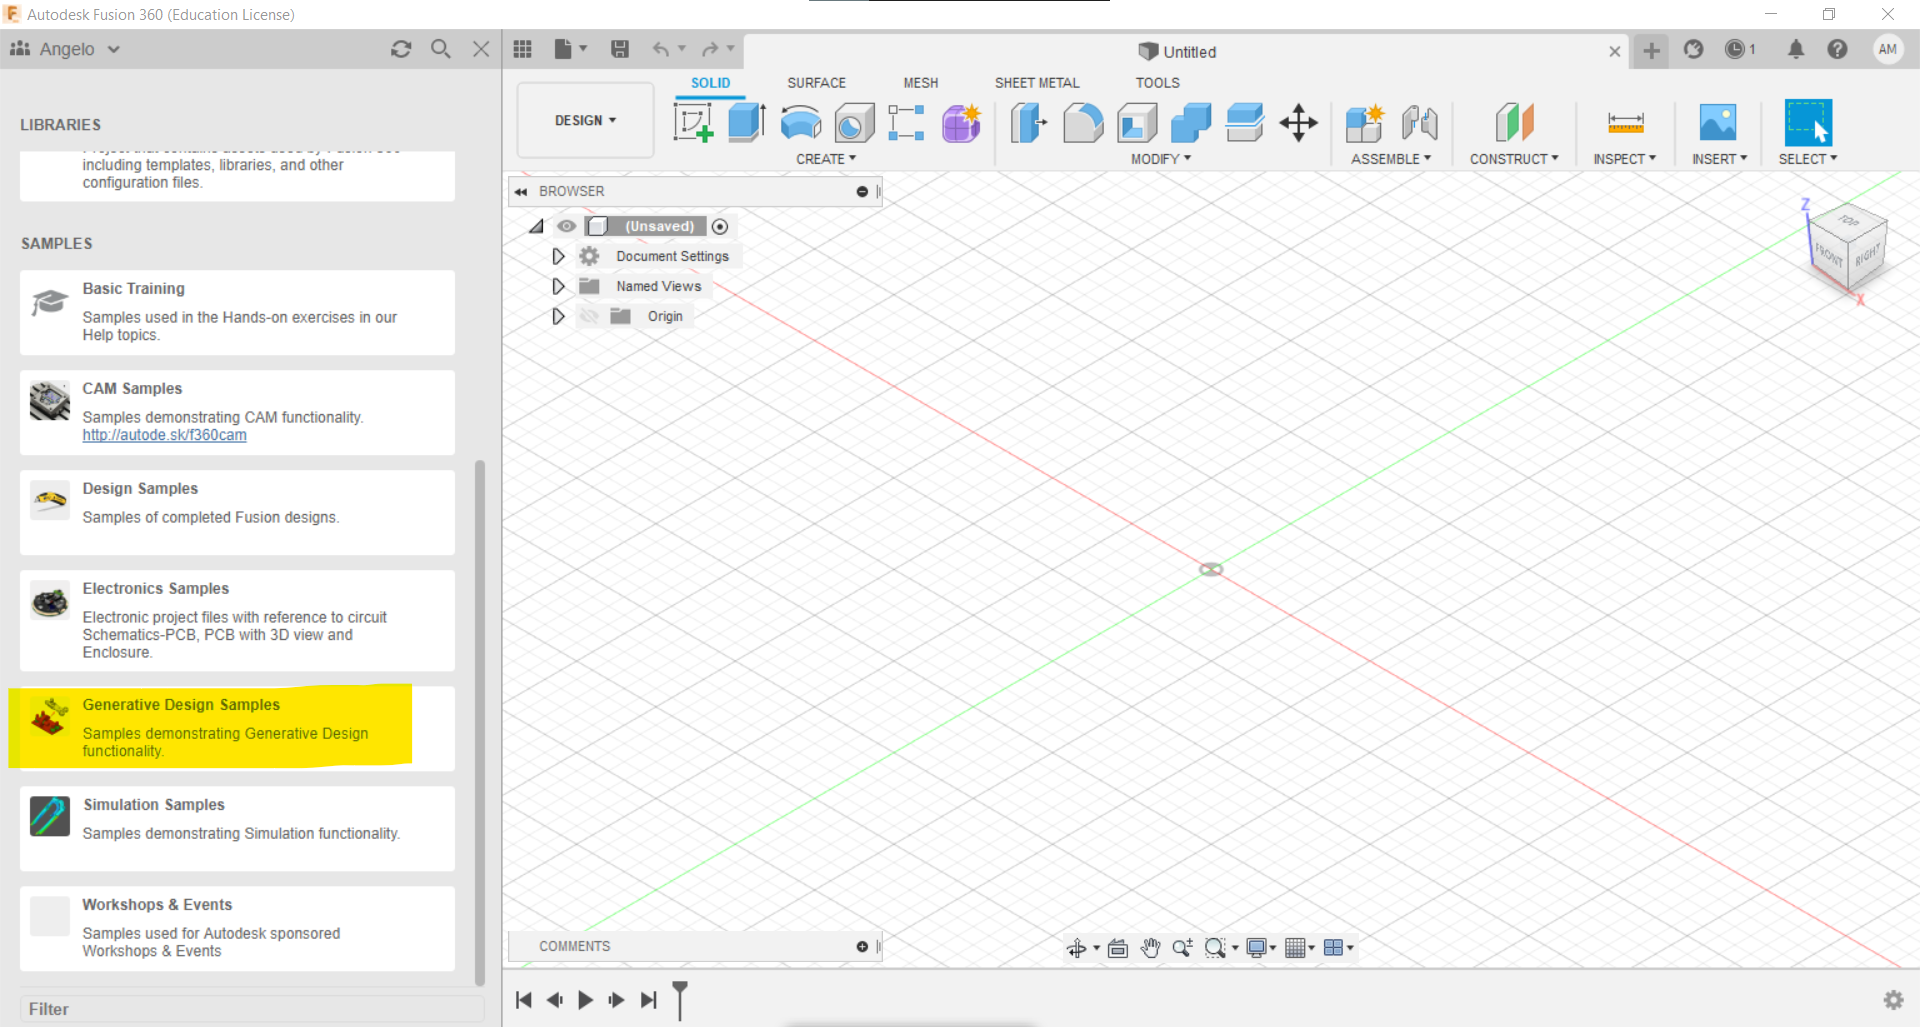 Autodesk Fusion 360 (Education License)
Angelo
Untitled
1
AM
DESIGN
SOLID
SURFACE
MESH
SHEET METAL
TOOLS
CREATE
MODIFY
ASSEMBLE
CONSTRUCT
INSPECT
INSERT
SELECT
LIBRARIES
including templates, libraries, and other
configuration files.
SAMPLES
Basic Training
Samples used in the Hands-on exercises in our
Help topics.
CAM Samples
Samples demonstrating CAM functionality.
http://autode.sk/f360cam
Design Samples
Samples of completed Fusion designs.
Electronics Samples
Electronic project files with reference to circuit
Schematics-PCB, PCB with 3D view and
Enclosure.
Generative Design Samples
Samples demonstrating Generative Design
functionality.
Simulation Samples
Samples demonstrating Simulation functionality.
Workshops & Events
Samples used for Autodesk sponsored
Workshops & Events
Filter
BROWSER
(Unsaved)
Document Settings
Named Views
Origin
Z
TOP
FRONT
RIGHT
X
COMMENTS